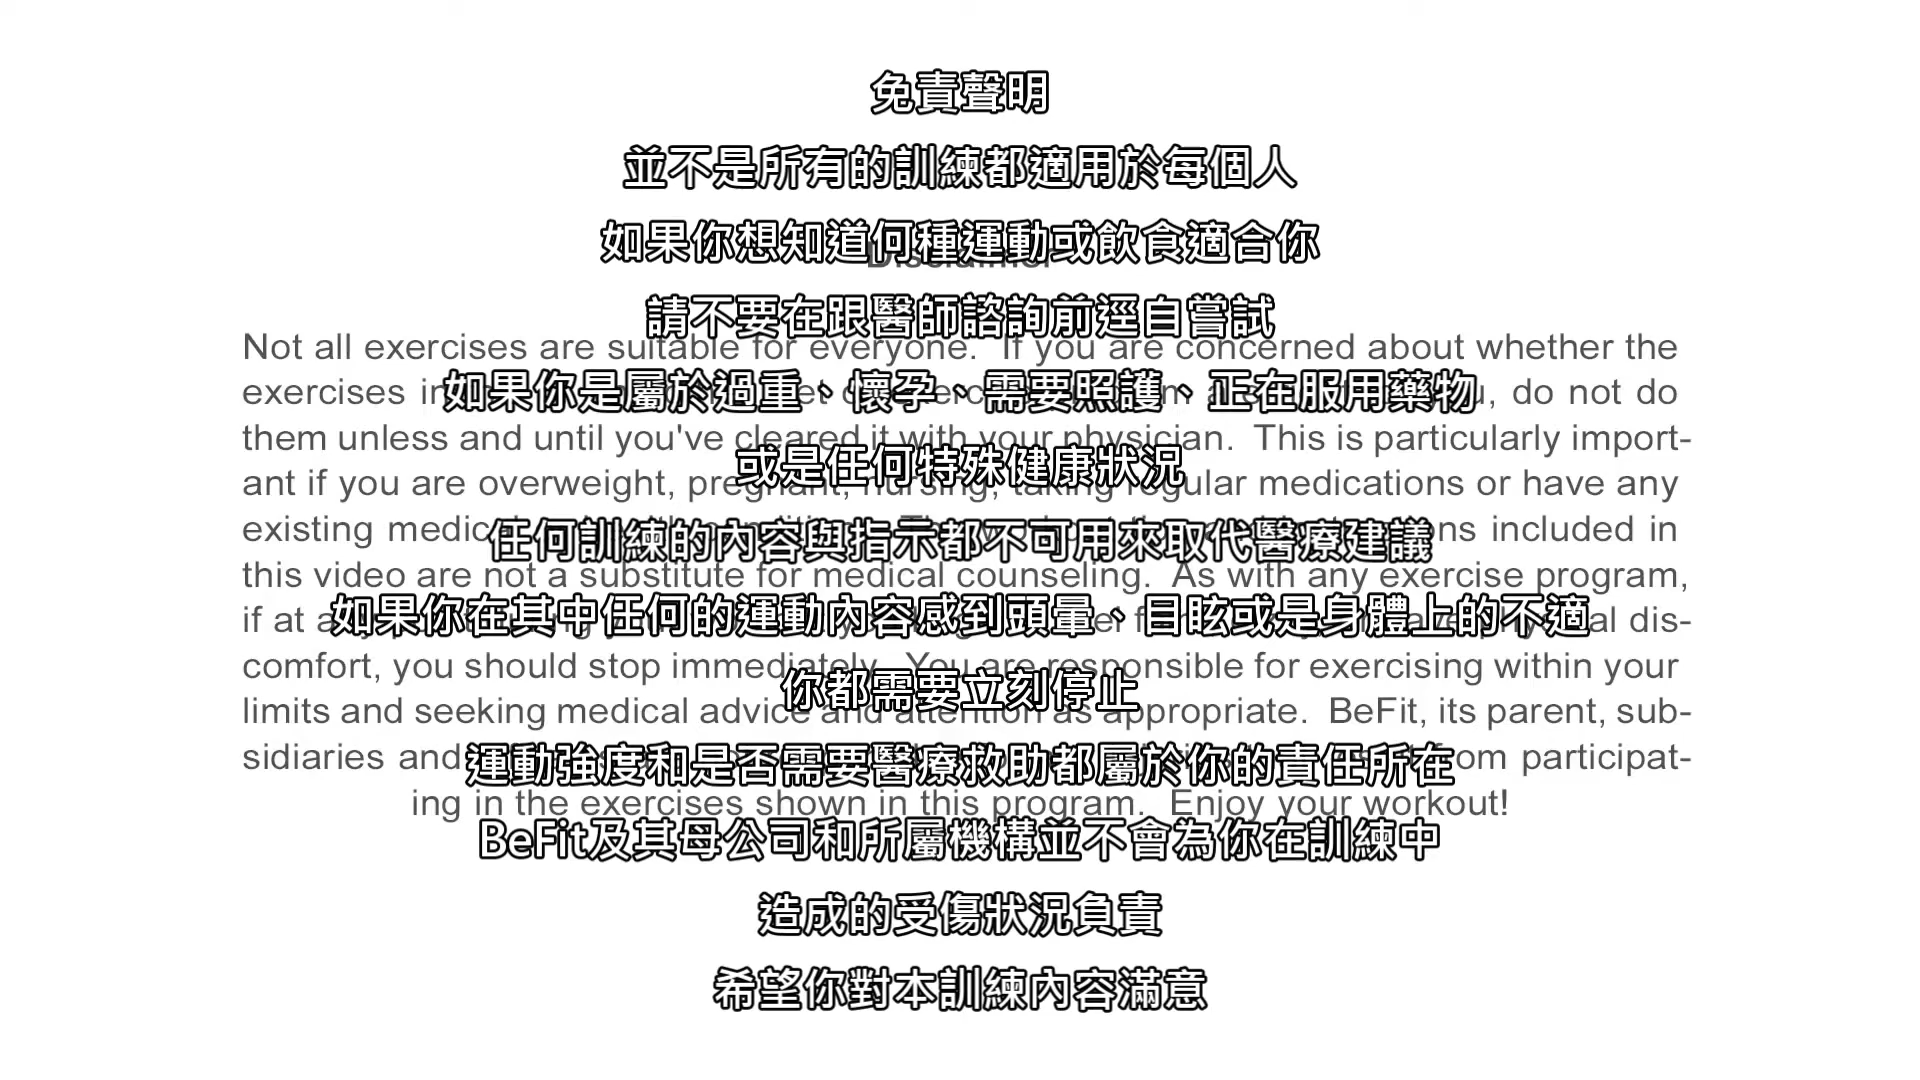 免責聲明
並不是所有的訓練都適用於每個人
如果你想知道何種運動或飲食適合你
Disclaimer
請不要在跟醫師諮詢前逕自嘗試
Not all exercises are suitable for everyone. If you are concerned about whether the
如果你是屬於過重、懷孕、需要照護、正在服用藥物
exercises do not do
them unless and until you've cleared it with your physician. This is particularly import-
或是任何特殊健康狀況
ant if you are overweight, pregnant, nursing, taking regular medications or have any
existing included in
任何訓練的內容與指示都不可用來取代醫療建議
this video are not a substitute for medical counseling. As with any exercise program,
如果你在其中任何的運動內容感到頭暈、目眩或是身體上的不適
if at dis-
comfort, you should stop immediately. You are responsible for exercising within your
你都需要立刻停止
limits and seeking medical advice and attention as appropriate. BeFit, its parent, sub-
運動強度和是否需要醫療救助都屬於你的責任所在
sidiaries and from participat-
ing in the exercises shown in this program. Enjoy your workout!
BeFit及其母公司和所屬機構並不會為你在訓練中
造成的受傷狀況負責
希望你對本訓練內容滿意